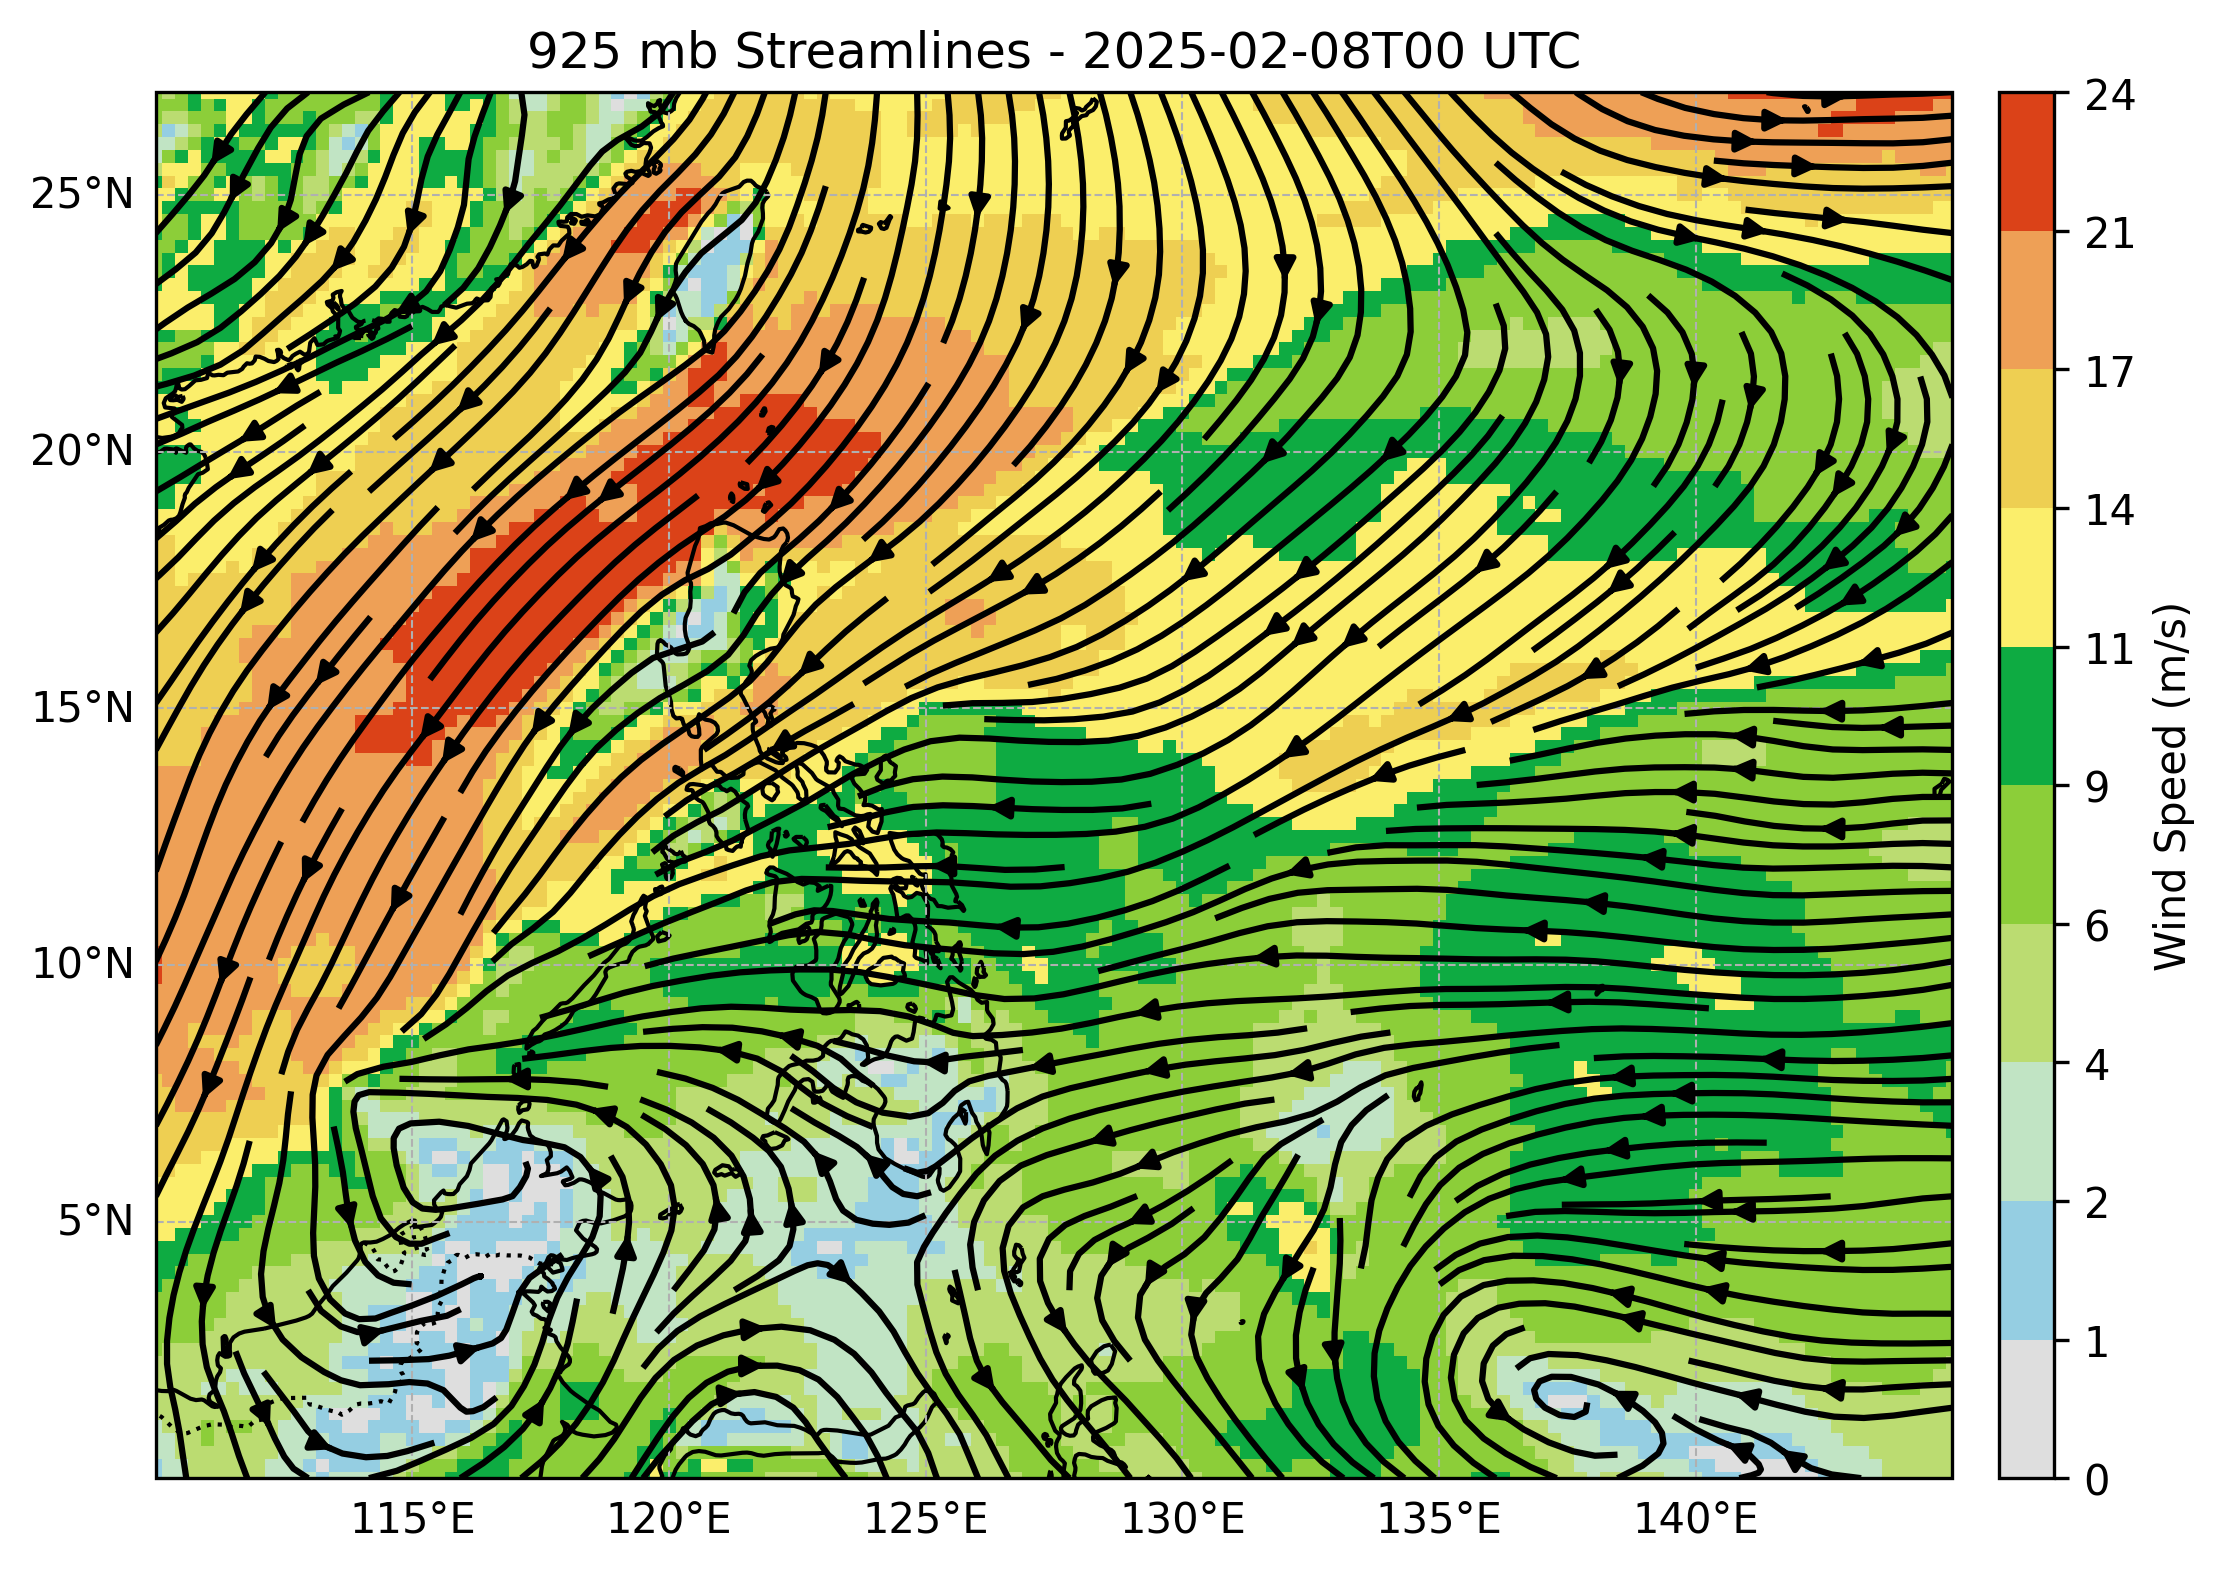 925 mb Streamlines - 2025-02-08T00 UTC
25°N
20°N
15°N
10°N
5°N
115°E
120°E
125°E
130°E
135°E
140°E
24
21
17
14
11
9
6
4
2
1
0
Wind Speed (m/s)